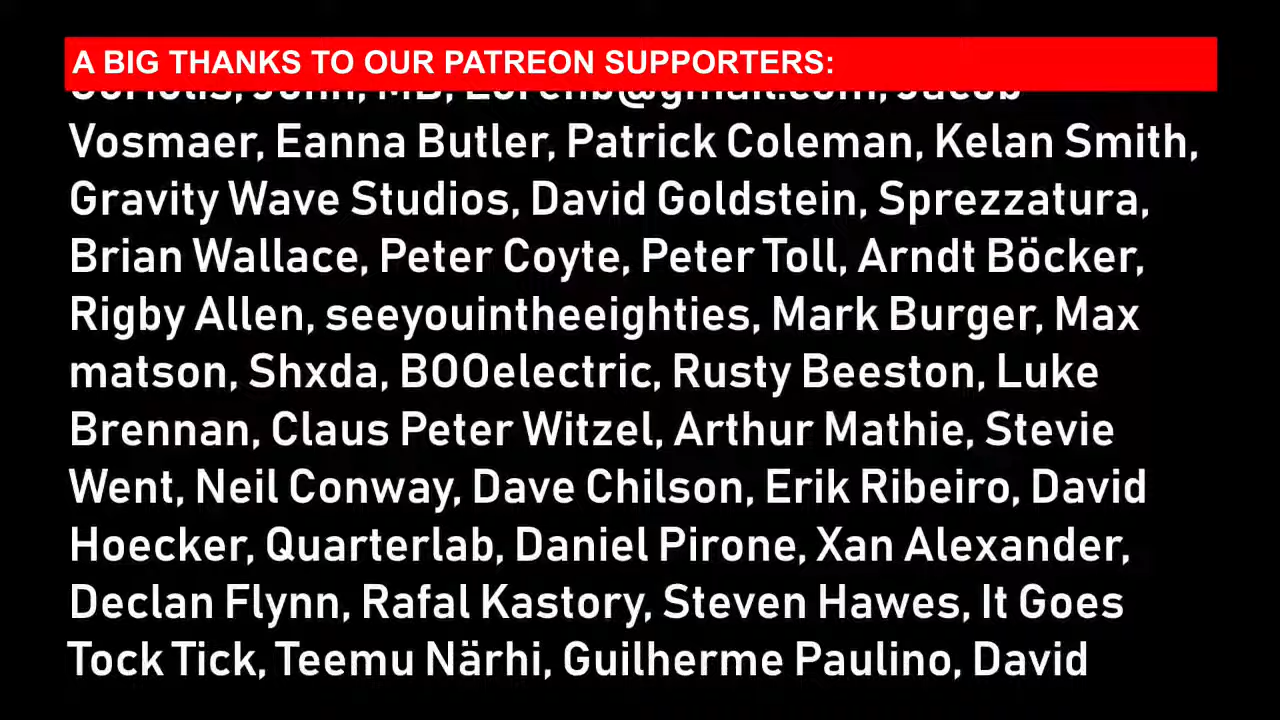 A BIG THANKS TO OUR PATREON SUPPORTERS:
John, MB, Jacob
Vosmaer, Eanna Butler, Patrick Coleman, Kelan Smith,
Gravity Wave Studios, David Goldstein, Sprezzatura,
Brian Wallace, Peter Coyte, Peter Toll, Arndt Böcker,
Rigby Allen, seeyouintheeighties, Mark Burger, Max
matson, Shxda, BOOelectric, Rusty Beeston, Luke
Brennan, Claus Peter Witzel, Arthur Mathie, Stevie
Went, Neil Conway, Dave Chilson, Erik Ribeiro, David
Hoecker, Quarterlab, Daniel Pirone, Xan Alexander,
Declan Flynn, Rafal Kastory, Steven Hawes, It Goes
Tock Tick, Teemu Närhi, Guilherme Paulino, David